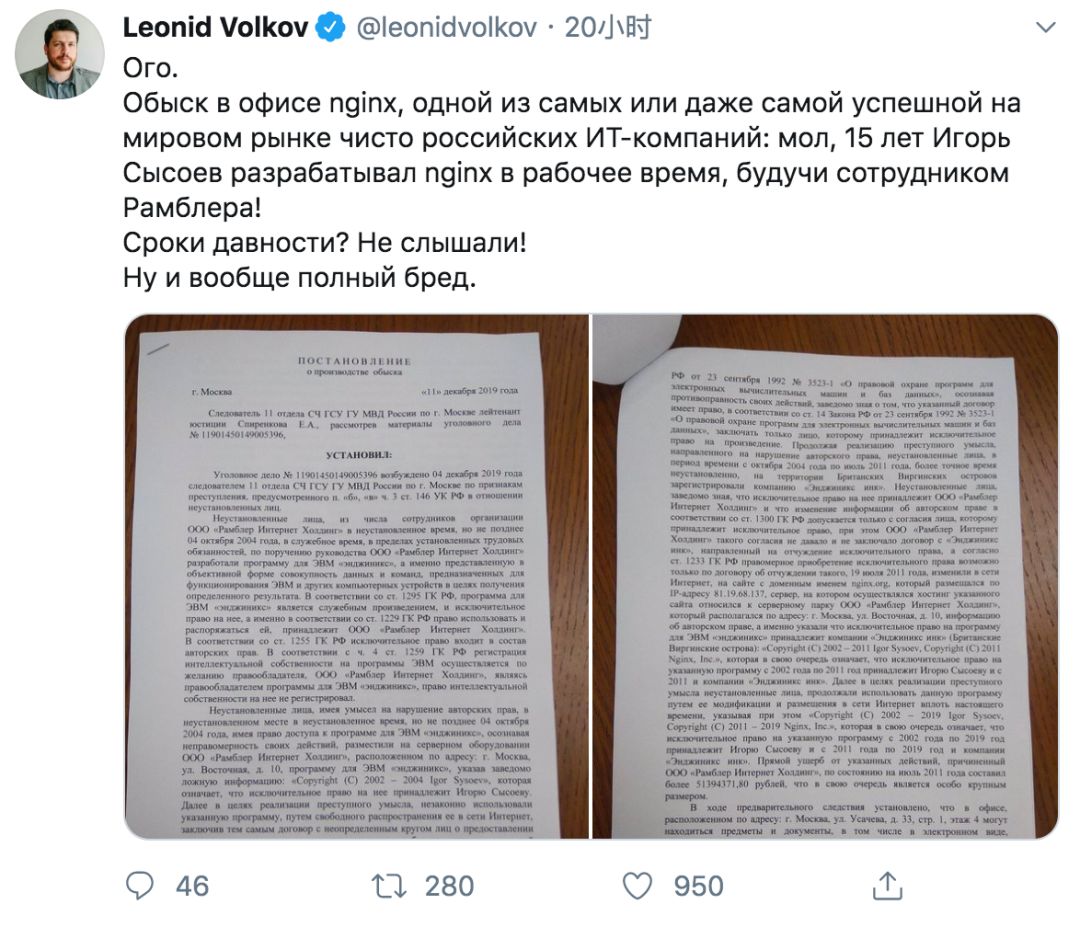 Leonid Volkov @leonidvolkov · 20小时
Ого.
Обыск в офисе nginx, одной из самых или даже самой успешной на
мировом рынке чисто российских ИТ-компаний: мол, 15 лет Игорь
Сысоев разрабатывал nginx в рабочее время, будучи сотрудником
Рамблера!
Сроки давности? Не слышали!
Ну и вообще полный бред.
ПОСТАНОВЛЕНИЕ
о производстве обыска
г. Москва «11» декабря 2019 года
Следователь 11 отдела СЧ ГСУ ГУ МВД России по г. Москве лейтенант
юстиции Спиренкова Е.А., рассмотрев материалы уголовного дела
№ 11901450149005396,
УСТАНОВИЛ:
Уголовное дело № 11901450149005396 возбуждено 04 декабря 2019 года
следователем 11 отдела СЧ ГСУ ГУ МВД России по г. Москве по признакам
преступления, предусмотренного п. «б», «в» ч. 3 ст. 146 УК РФ в отношении
неустановленных лиц.
Неустановленные лица, из числа сотрудников организации
ООО «Рамблер Интернет Холдинг» в неустановленное время, но не позднее
04 октября 2004 года, в служебное время, в пределах установленных трудовых
обязанностей, по поручению руководства ООО «Рамблер Интернет Холдинг»
разработали программу для ЭВМ «энджиникс», а именно представленную в
объективной форме совокупность данных и команд, предназначенных для
функционирования ЭВМ и других компьютерных устройств в целях получения
определенного результата. В соответствии со ст. 1295 ГК РФ, программа для
ЭВМ «энджиникс» является служебным произведением, и исключительное
право на нее, а именно в соответствии со ст. 1229 ГК РФ право использовать и
распоряжаться ей, принадлежит ООО «Рамблер Интернет Холдинг».
В соответствии со ст. 1255 ГК РФ исключительное право входит в состав
авторских прав. В соответствии с ч. 4 ст. 1259 ГК РФ регистрация
интеллектуальной собственности на программы ЭВМ осуществляется по
желанию правообладателя, ООО «Рамблер Интернет Холдинг», являясь
правообладателем программы для ЭВМ «энджиникс», право интеллектуальной
собственности на нее не регистрировал.
Неустановленные лица, имея умысел на нарушение авторских прав, в
неустановленном месте в неустановленное время, но не позднее 04 октября
2004 года, имея право доступа к программе для ЭВМ «энджиникс», осознавая
неправомерность своих действий, разместили на серверном оборудовании
ООО «Рамблер Интернет Холдинг», расположенном по адресу: г. Москва,
ул. Восточная, д. 10, программу для ЭВМ «энджиникс», указав заведомо
ложную информацию: «Copyright (C) 2002 – 2004 Igor Sysoev», которая
означает, что исключительное право на нее принадлежит Игорю Сысоеву.
Далее в целях реализации преступного умысла, незаконно использовали
указанную программу, путем свободного распространения ее в сети Интернет,
заключив тем самым договор с неопределенным кругом лиц о предоставлении
РФ от 23 сентября 1992 № 3523-1 «О правовой охране программ для
электронных вычислительных машин и баз данных», осознавая
противоправность своих действий, заведомо зная о том, что указанный договор
имеет право, в соответствии со ст. 14 Закона РФ от 23 сентября 1992 № 3523-1
«О правовой охране программ для электронных вычислительных машин и баз
данных», заключать только лицо, которому принадлежит исключительное
право на произведение. Продолжая реализацию преступного умысла,
направленного на нарушение авторского права, неустановленные лица, в
период времени с октября 2004 года по июль 2011 года, более точное время
неустановлено, на территории Британских Виргинских островов
зарегистрировали компанию «Энджиникс инк». Неустановленные лица,
заведомо зная, что исключительное право на нее принадлежит ООО «Рамблер
Интернет Холдинг» и что изменение информации об авторском праве в
соответствии со ст. 1300 ГК РФ допускается только с согласия лица, которому
принадлежит исключительное право, при этом ООО «Рамблер Интернет
Холдинг» такого согласия не давало и не заключало договор с «Энджиникс
инк», направленный на отчуждение исключительного права, а согласно
ст. 1233 ГК РФ правомерное приобретение исключительного права возможно
только по договору об отчуждении такого, 19 июля 2011 года, изменили в сети
Интернет, на сайте с доменным именем nginx.org, который размещался по
IP-адресу 81.19.68.137, сервер, на котором осуществлялся хостинг указанного
сайта относился к серверному парку ООО «Рамблер Интернет Холдинг»,
который располагался по адресу: г. Москва, ул. Восточная, д. 10, информацию
об авторском праве, а именно указали что исключительное право на программу
для ЭВМ «энджиникс» принадлежит компании «Энджиникс инк» (Британские
Виргинские острова): «Copyright (C) 2002 – 2011 Igor Sysoev, Copyright (C) 2011
Nginx, Inc.», которая в свою очередь означает, что исключительное право на
указанную программу с 2002 года по 2011 год принадлежит Игорю Сысоеву и с
2011 и компании «Энджиникс инк». Далее в целях реализации преступного
умысла неустановленные лица, продолжали использовать данную программу
путем ее модификации и размещения в сети Интернет вплоть настоящего
времени, указывая при этом «Copyright (C) 2002 – 2019 Igor Sysoev,
Copyright (C) 2011 – 2019 Nginx, Inc.», которая в свою очередь означает, что
исключительное право на указанную программу с 2002 года по 2019 год
принадлежит Игорю Сысоеву и с 2011 года по 2019 год и компании
«Энджиникс инк». Прямой ущерб от указанных действий, причиненный
ООО «Рамблер Интернет Холдинг», по состоянию на июль 2011 года составил
более 51394371,80 рублей, что в свою очередь является особо крупным
размером.
В ходе предварительного следствия установлено, что в офисе,
расположенном по адресу: г. Москва, ул. Усачева, д. 33, стр. 1, этаж 4 могут
находиться предметы и документы, в том числе в электронном виде,
46 280 950